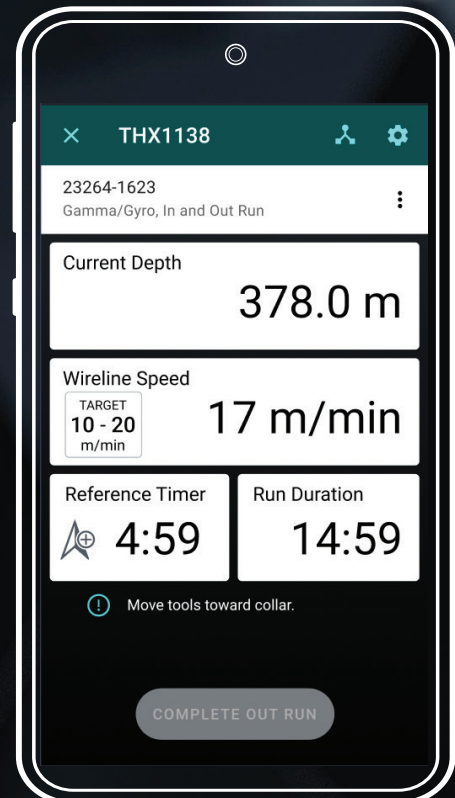 THX1138
23264-1623
Gamma/Gyro, In and Out Run
Current Depth
378.0 m
Wireline Speed
TARGET
10 - 20
m/min
17 m/min
Reference Timer
4:59
Run Duration
14:59
Move tools toward collar.
COMPLETE OUT RUN